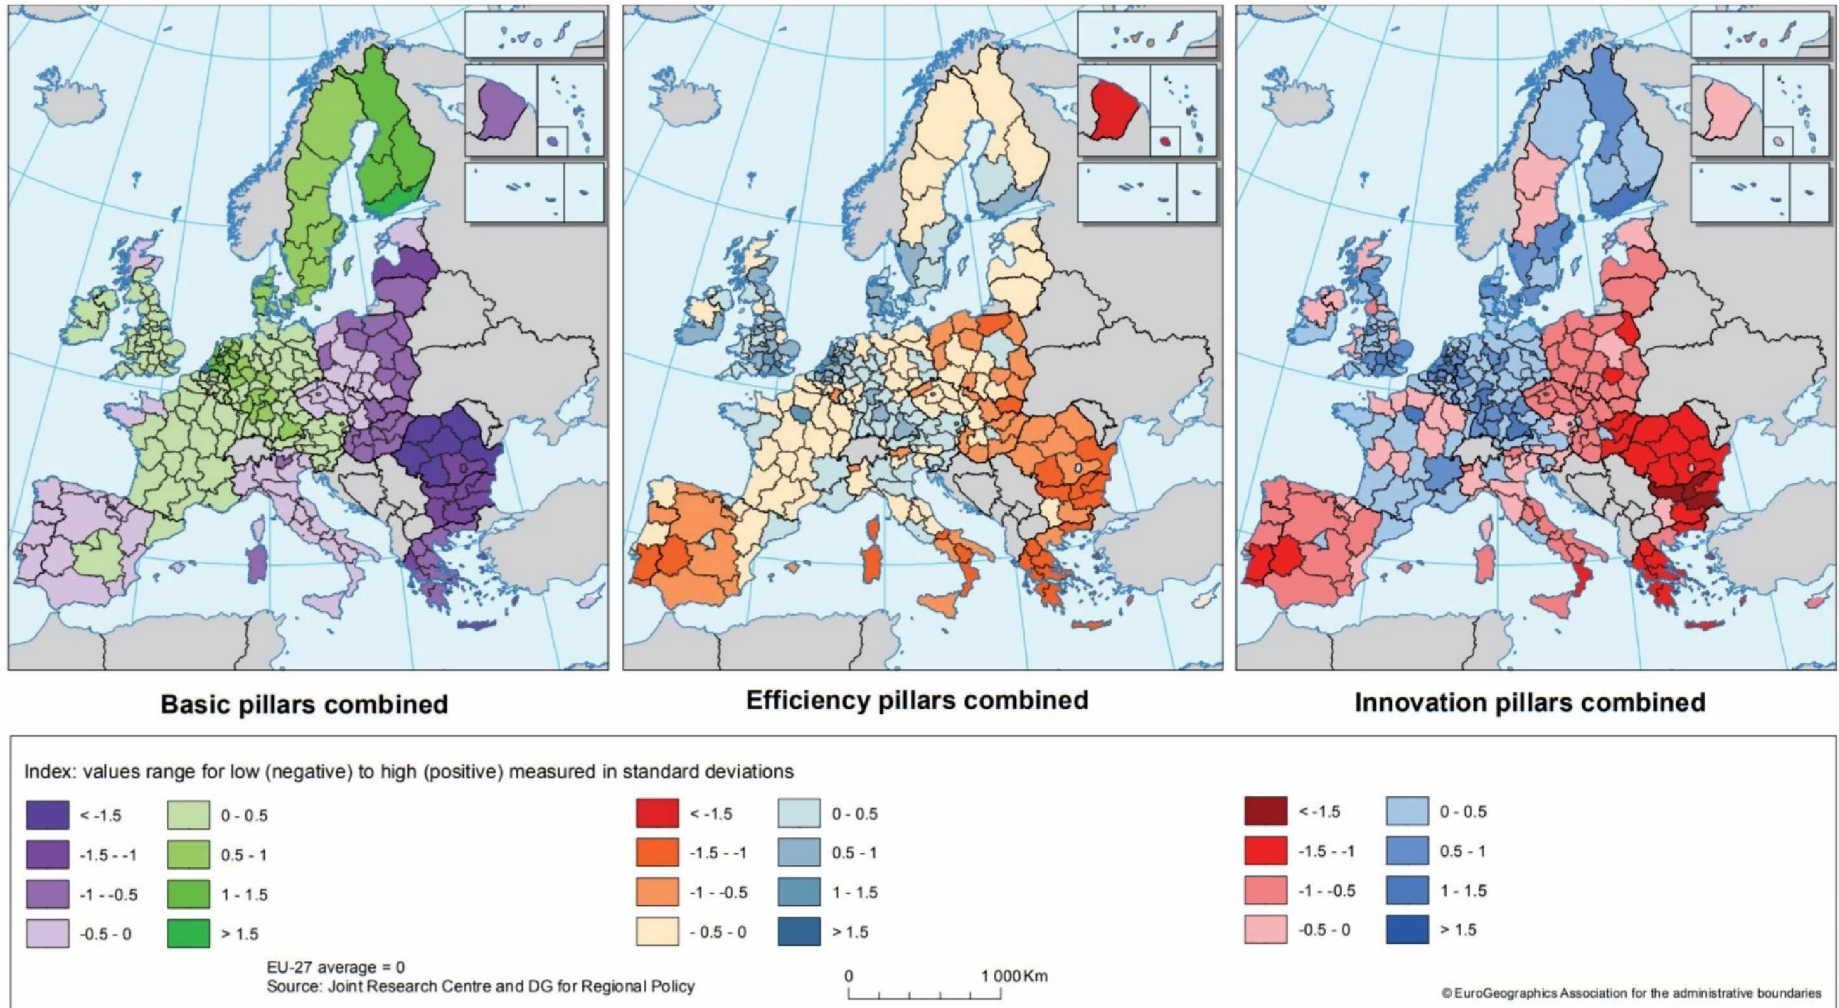 Basic pillars combined
Efficiency pillars combined
Innovation pillars combined
Index: values range for low (negative) to high (positive) measured in standard deviations
< -1.5
0 - 0.5
-1.5 - -1
0.5 - 1
-1 - -0.5
1 - 1.5
-0.5 - 0
> 1.5
< -1.5
0 - 0.5
-1.5 - -1
0.5 - 1
-1 - -0.5
1 - 1.5
- 0.5 - 0
> 1.5
< -1.5
0 - 0.5
-1.5 - -1
0.5 - 1
-1 - -0.5
1 - 1.5
-0.5 - 0
> 1.5
EU-27 average = 0
Source: Joint Research Centre and DG for Regional Policy
0 1 000 Km
© EuroGeographics Association for the administrative boundaries